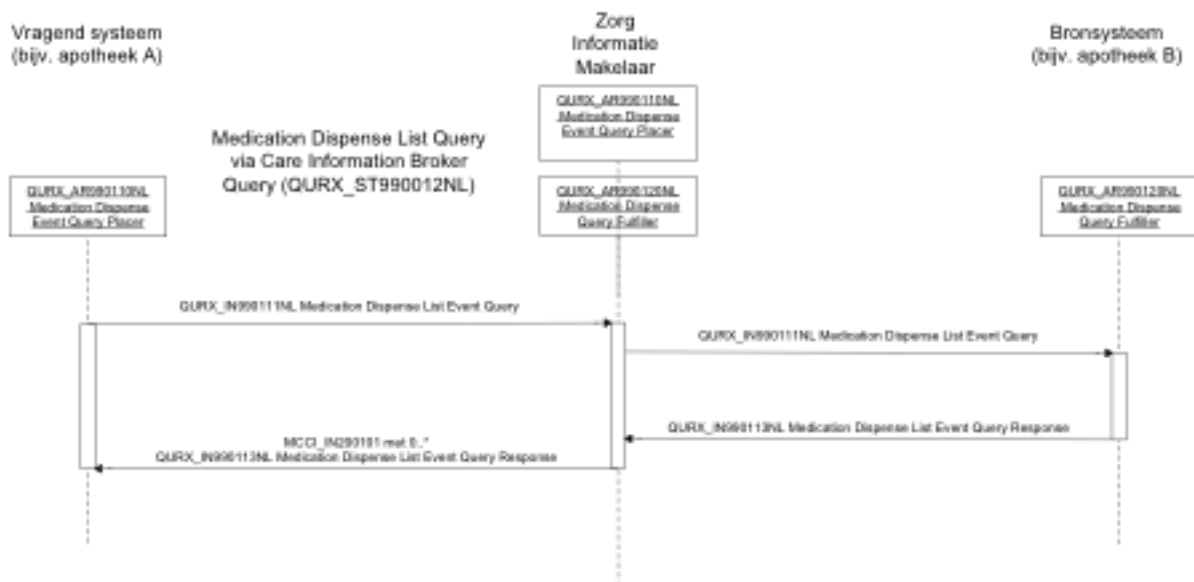 Vragend systeem
(bijv. apotheek A)
Zorg
Informatie
Makelaar
Bronsysteem
(bijv. apotheek B)
QURX_AR990110NL
Medication Dispense
Event Query Placer
Medication Dispense List Query
via Care Information Broker
Query (QURX_ST990012NL)
QURX_AR990110NL
Medication Dispense
Event Query Placer
QURX_AR990120NL
Medication Dispense
Query Fulfiller
QURX_AR990120NL
Medication Dispense
Query Fulfiller
QURX_IN990111NL Medication Dispense List Event Query
QURX_IN990111NL Medication Dispense List Event Query
QURX_IN990113NL Medication Dispense List Event Query Response
MCCI_IN200101 met 0..*
QURX_IN990113NL Medication Dispense List Event Query Response